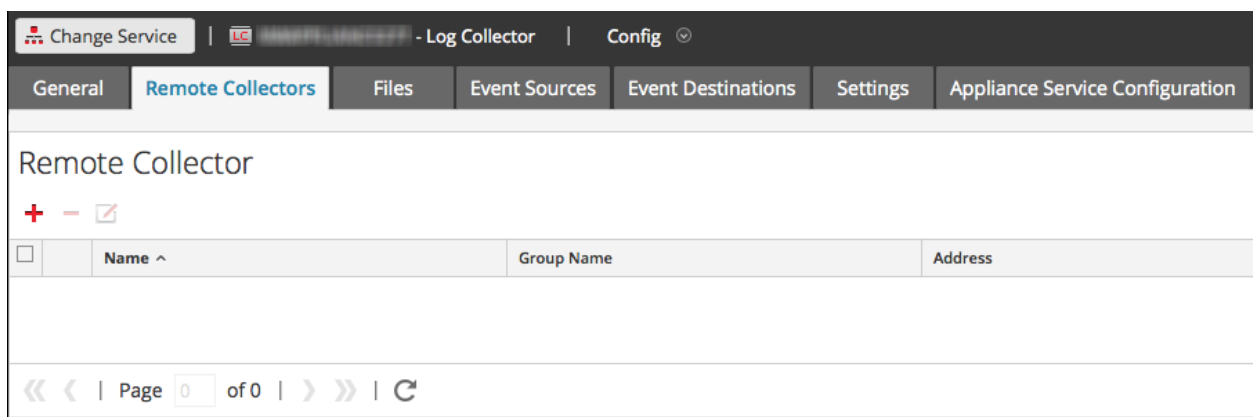 Change Service | LC - Log Collector | Config
General Remote Collectors Files Event Sources Event Destinations Settings Appliance Service Configuration
Remote Collector
Name Group Name Address
| Page 0 of 0 | |